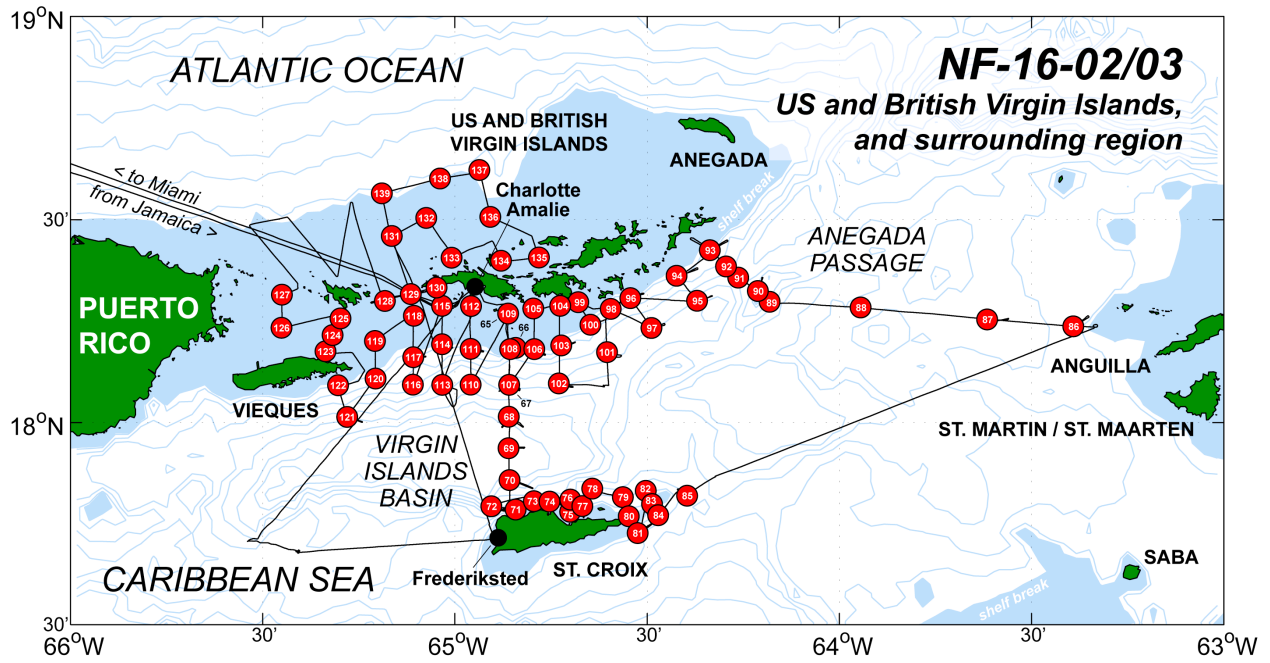 19°N
ATLANTIC OCEAN
NF-16-02/03
US and British Virgin Islands,
and surrounding region
US AND BRITISH
VIRGIN ISLANDS
ANEGADA
shelf break
< to Miami
from Jamaica >
Charlotte
Amalie
137
138
139
136
132
131
133
134
135
30'
ANEGADA
PASSAGE
93
92
91
94
90
89
95
96
97
88
87
86
127
126
125
124
123
128
129
130
118
115
112
109
105
104
99
98
100
65
66
119
114
111
108
106
103
101
117
120
116
113
110
107
102
67
122
121
PUERTO
RICO
VIEQUES
ANGUILLA
ST. MARTIN / ST. MAARTEN
18°N
68
69
70
VIRGIN
ISLANDS
BASIN
72
71
73
74
76
75
77
78
79
82
83
80
84
81
85
Frederiksted
ST. CROIX
CARIBBEAN SEA
SABA
shelf break
30'
66°W
30'
65°W
30'
64°W
30'
63°W